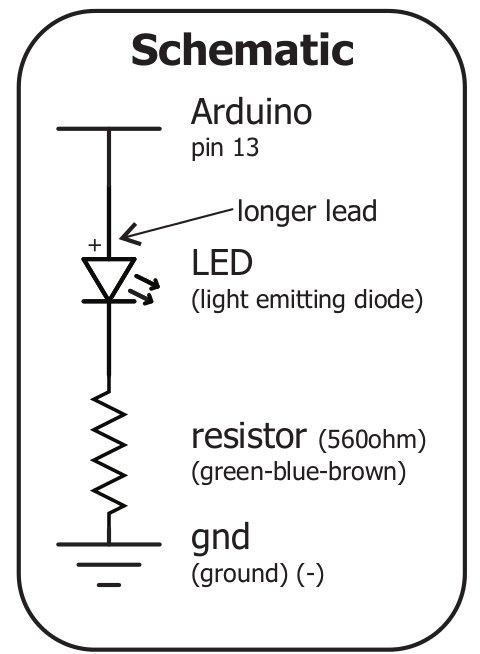 Schematic
Arduino
pin 13
longer lead
+
LED
(light emitting diode)
resistor (560ohm)
(green-blue-brown)
gnd
(ground) (-)